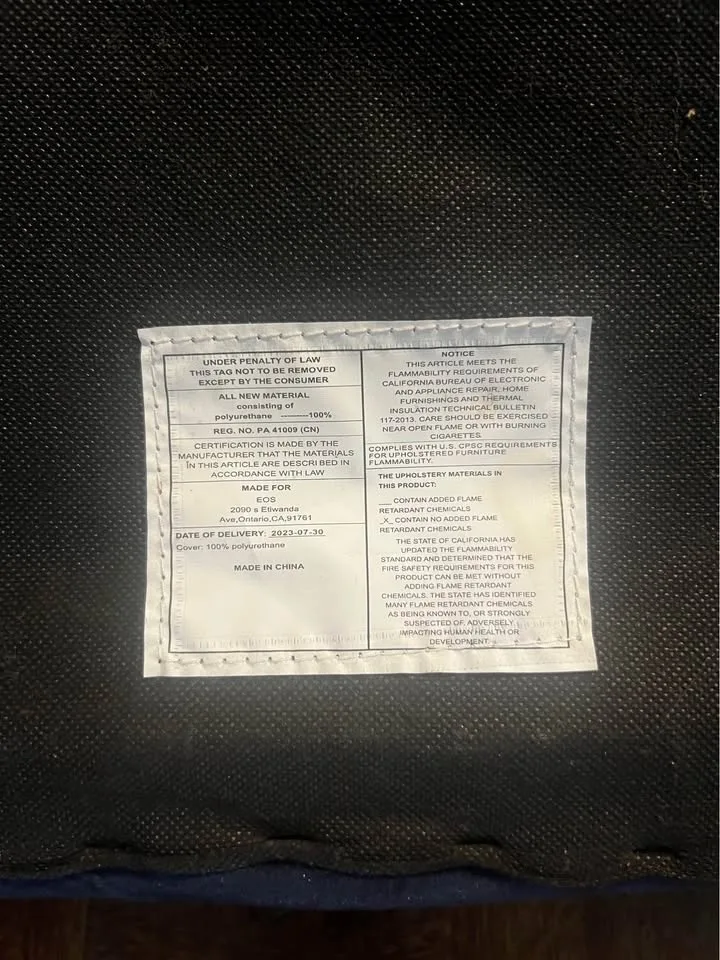 UNDER PENALTY OF LAW
THIS TAG NOT TO BE REMOVED
EXCEPT BY THE CONSUMER
ALL NEW MATERIAL
consisting of
polyurethane ---------100%
REG. NO. PA 41009 (CN)
CERTIFICATION IS MADE BY THE
MANUFACTURER THAT THE MATERIALS
IN THIS ARTICLE ARE DESCRI BED IN
ACCORDANCE WITH LAW
MADE FOR
EOS
2090 s Etiwanda
Ave,Ontario,CA,91761
DATE OF DELIVERY: 2023-07-30
Cover: 100% polyurethane
MADE IN CHINA
NOTICE
THIS ARTICLE MEETS THE
FLAMMABILITY REQUIREMENTS OF
CALIFORNIA BUREAU OF ELECTRONIC
AND APPLIANCE REPAIR, HOME
FURNISHINGS AND THERMAL
INSULATION TECHNICAL BULLETIN
117-2013. CARE SHOULD BE EXERCISED
NEAR OPEN FLAME OR WITH BURNING
CIGARETTES.
COMPLIES WITH U.S. CPSC REQUIREMENTS
FOR UPHOLSTERED FURNITURE
FLAMMABILITY.
THE UPHOLSTERY MATERIALS IN
THIS PRODUCT:
___ CONTAIN ADDED FLAME
RETARDANT CHEMICALS
_X_ CONTAIN NO ADDED FLAME
RETARDANT CHEMICALS
THE STATE OF CALIFORNIA HAS
UPDATED THE FLAMMABILITY
STANDARD AND DETERMINED THAT THE
FIRE SAFETY REQUIREMENTS FOR THIS
PRODUCT CAN BE MET WITHOUT
ADDING FLAME RETARDANT
CHEMICALS. THE STATE HAS IDENTIFIED
MANY FLAME RETARDANT CHEMICALS
AS BEING KNOWN TO, OR STRONGLY
SUSPECTED OF, ADVERSELY
IMPACTING HUMAN HEALTH OR
DEVELOPMENT.